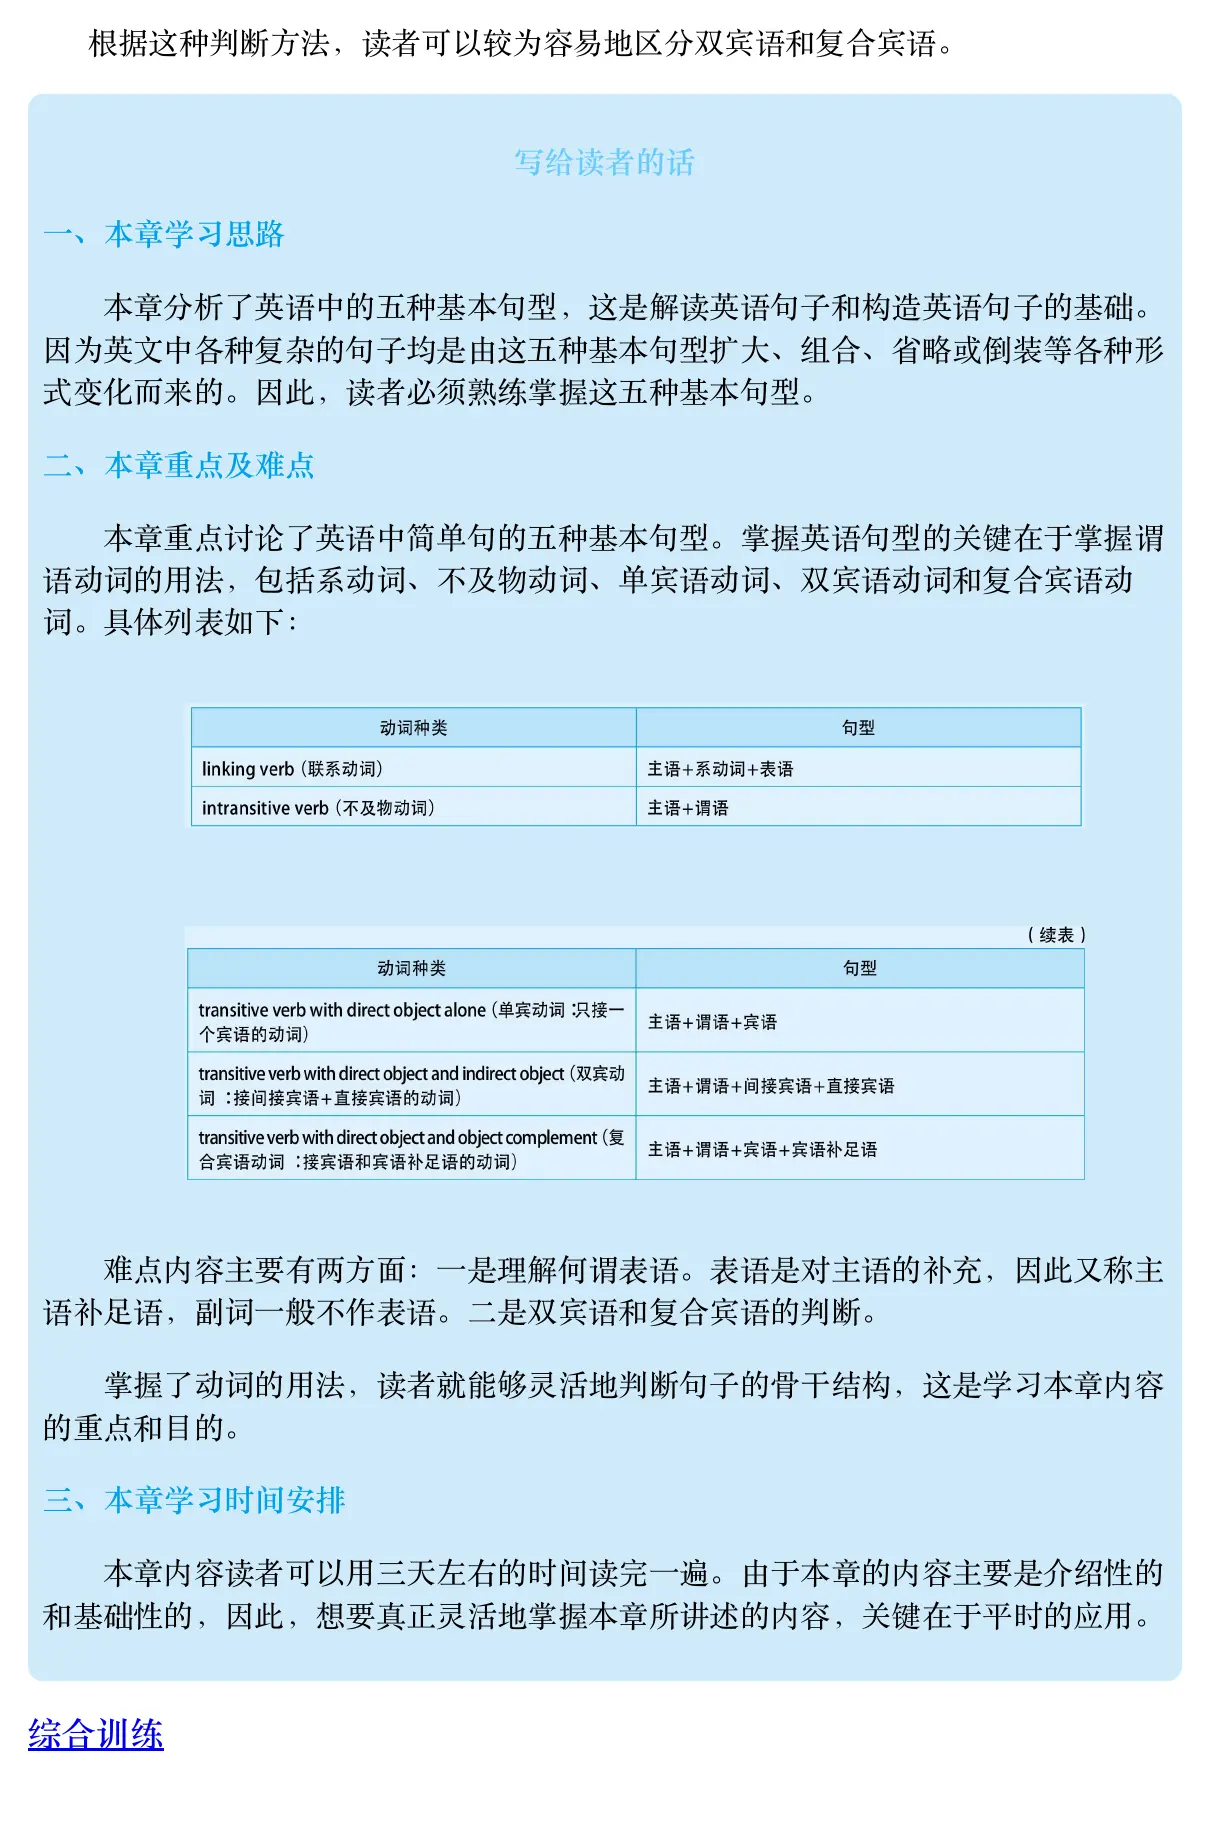 根据这种判断方法，读者可以较为容易地区分双宾语和复合宾语。
写给读者的话
一、本章学习思路
本章分析了英语中的五种基本句型，这是解读英语句子和构造英语句子的基础。
因为英文中各种复杂的句子均是由这五种基本句型扩大、组合、省略或倒装等各种形
式变化而来的。因此，读者必须熟练掌握这五种基本句型。
二、本章重点及难点
本章重点讨论了英语中简单句的五种基本句型。掌握英语句型的关键在于掌握谓
语动词的用法，包括系动词、不及物动词、单宾语动词、双宾语动词和复合宾语动
词。具体列表如下：
动词种类 句型
linking verb（联系动词） 主语+系动词+表语
intransitive verb（不及物动词） 主语+谓语
（续表）
动词种类 句型
transitive verb with direct object alone（单宾动词：只接一
个宾语的动词） 主语+谓语+宾语
transitive verb with direct object and indirect object（双宾动
词：接间接宾语+直接宾语的动词） 主语+谓语+间接宾语+直接宾语
transitive verb with direct object and object complement（复
合宾语动词：接宾语和宾语补足语的动词） 主语+谓语+宾语+宾语补足语
难点内容主要有两方面：一是理解何谓表语。表语是对主语的补充，因此又称主
语补足语，副词一般不作表语。二是双宾语和复合宾语的判断。
掌握了动词的用法，读者就能够灵活地判断句子的骨干结构，这是学习本章内容
的重点和目的。
三、本章学习时间安排
本章内容读者可以用三天左右的时间读完一遍。由于本章的内容主要是介绍性的
和基础性的，因此，想要真正灵活地掌握本章所讲述的内容，关键在于平时的应用。
综合训练